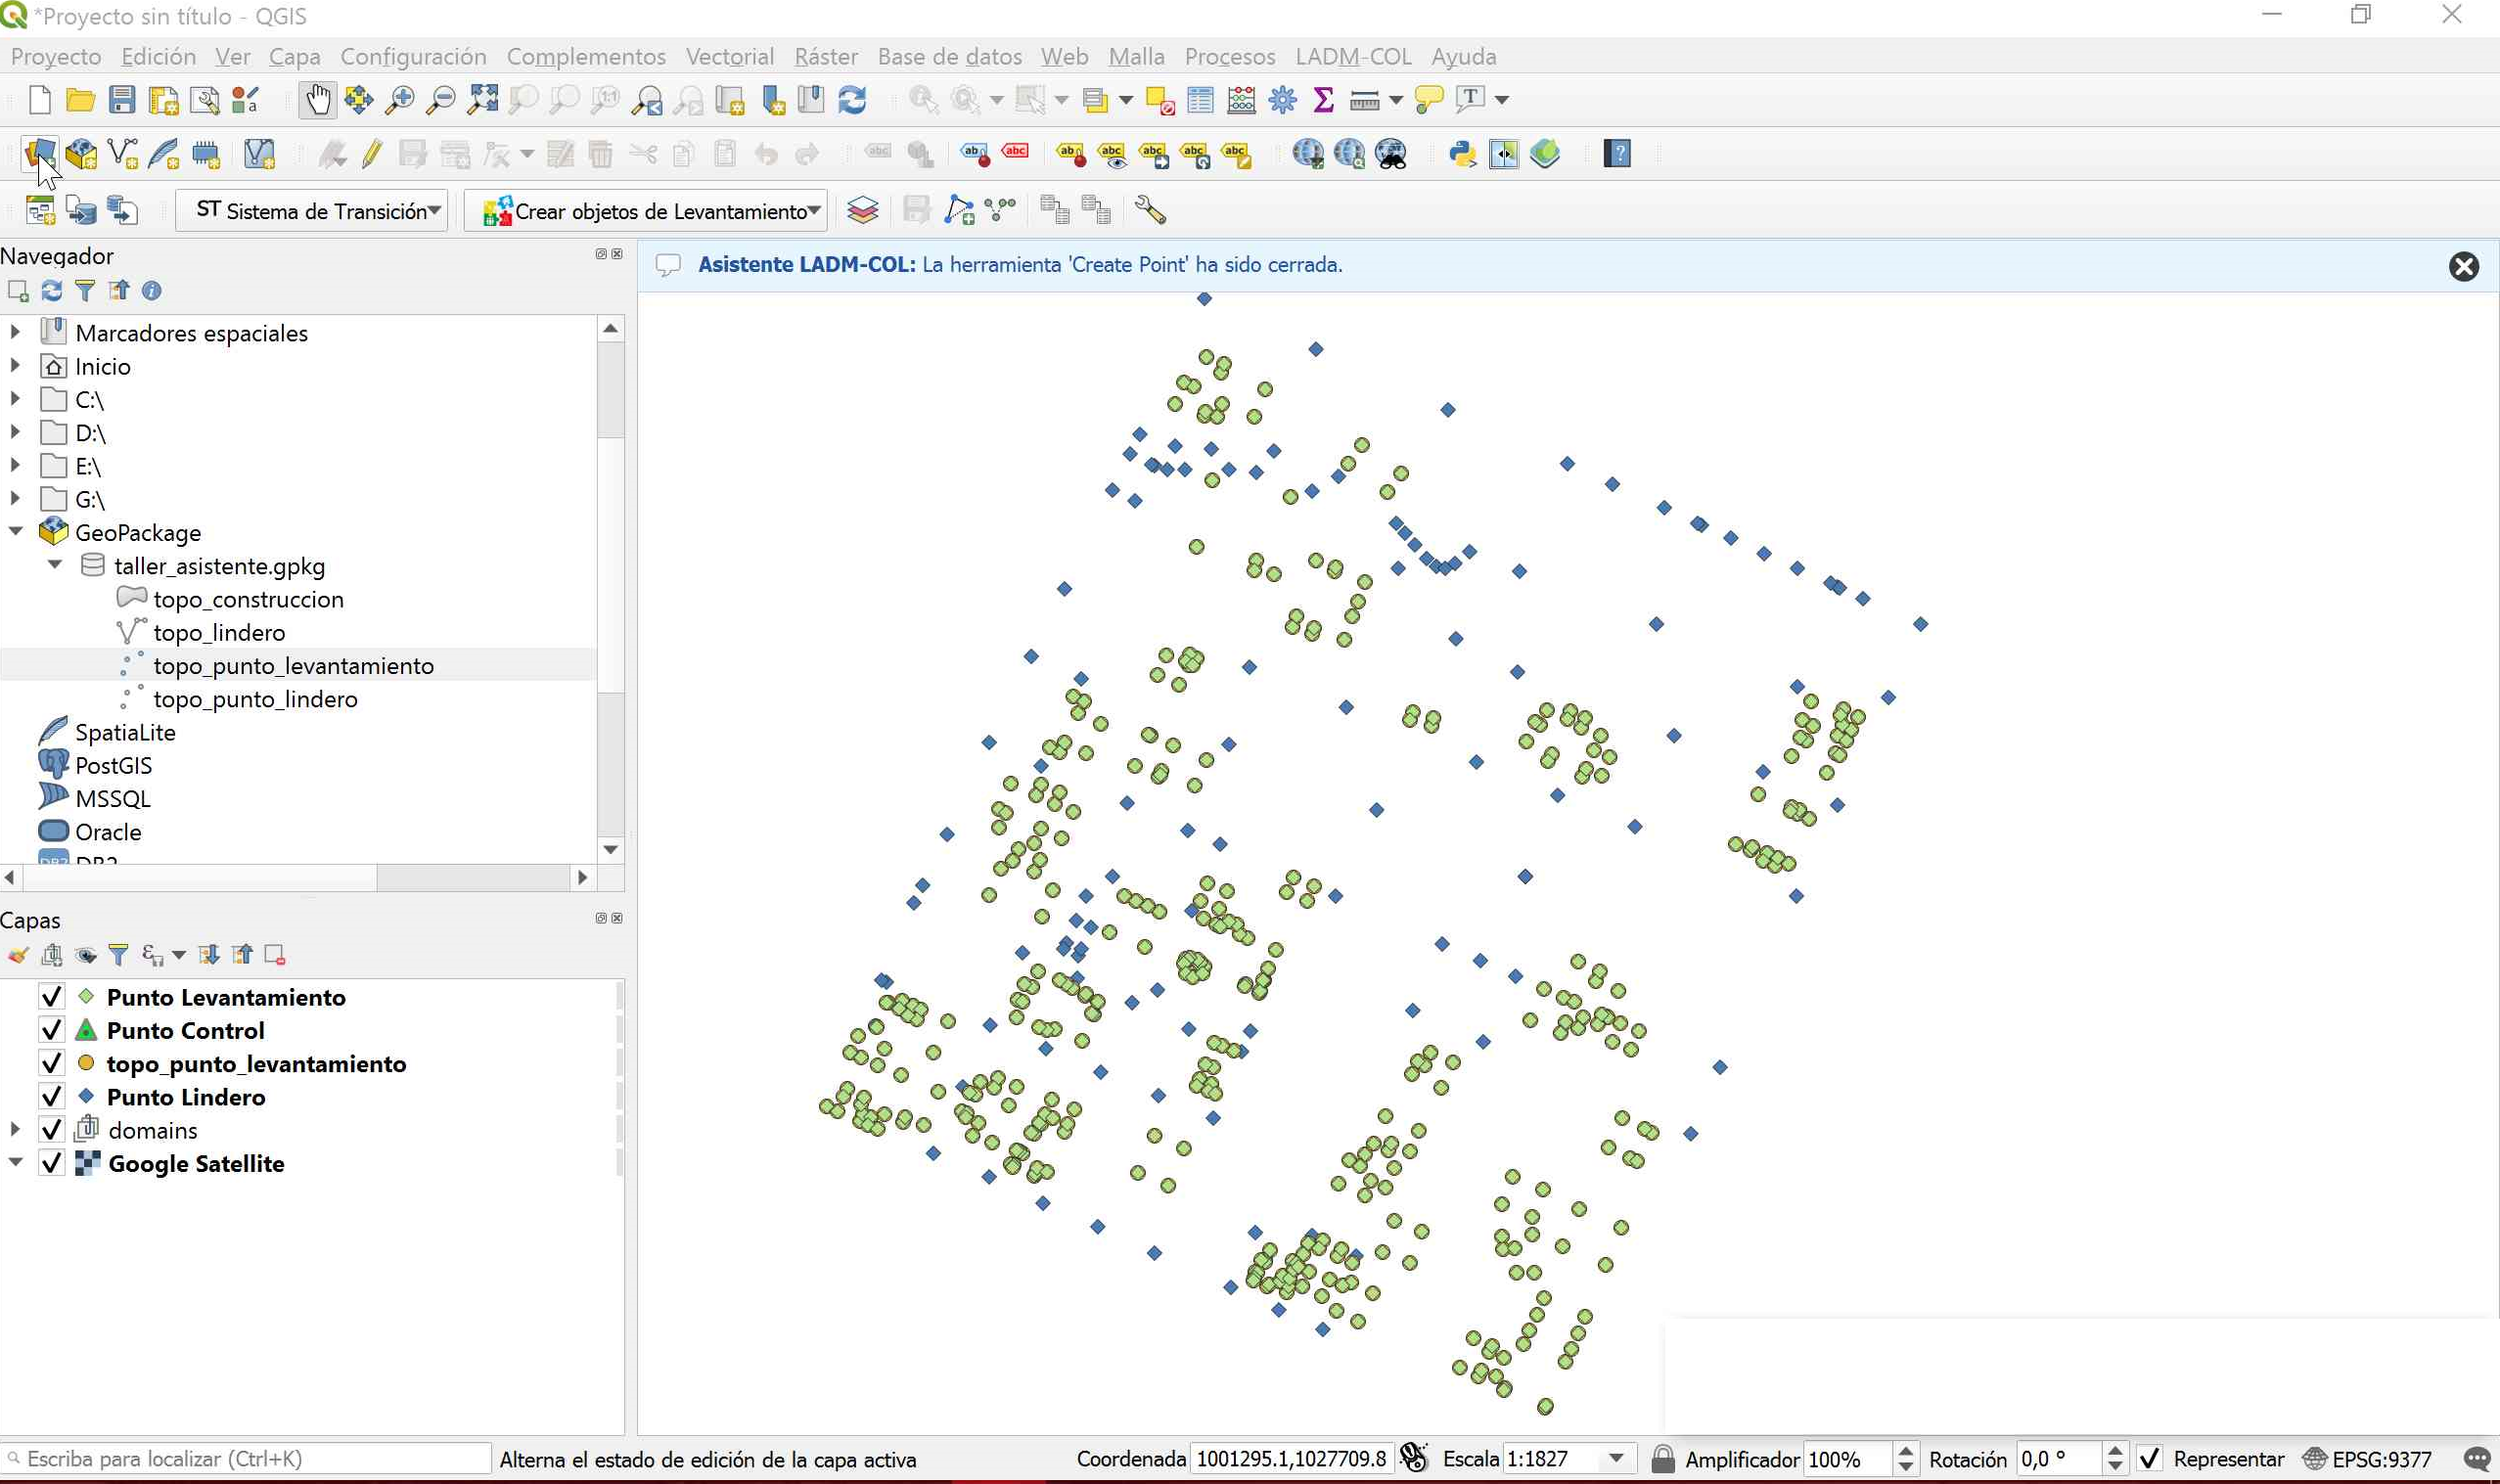 *Proyecto sin título - QGIS
Proyecto Edición Ver Capa Configuración Complementos Vectorial Ráster Base de datos Web Malla Procesos LADM-COL Ayuda
ST Sistema de Transición Crear objetos de Levantamiento
Navegador
Asistente LADM-COL: La herramienta 'Create Point' ha sido cerrada.
Marcadores espaciales
Inicio
C:\
D:\
E:\
G:\
GeoPackage
taller_asistente.gpkg
topo_construccion
topo_lindero
topo_punto_levantamiento
topo_punto_lindero
SpatiaLite
PostGIS
MSSQL
Oracle
DB2
Capas
Punto Levantamiento
Punto Control
topo_punto_levantamiento
Punto Lindero
domains
Google Satellite
Escriba para localizar (Ctrl+K) Alterna el estado de edición de la capa activa Coordenada 1001295.1,1027709.8 Escala 1:1827 Amplificador 100% Rotación 0,0 ° Representar EPSG:9377